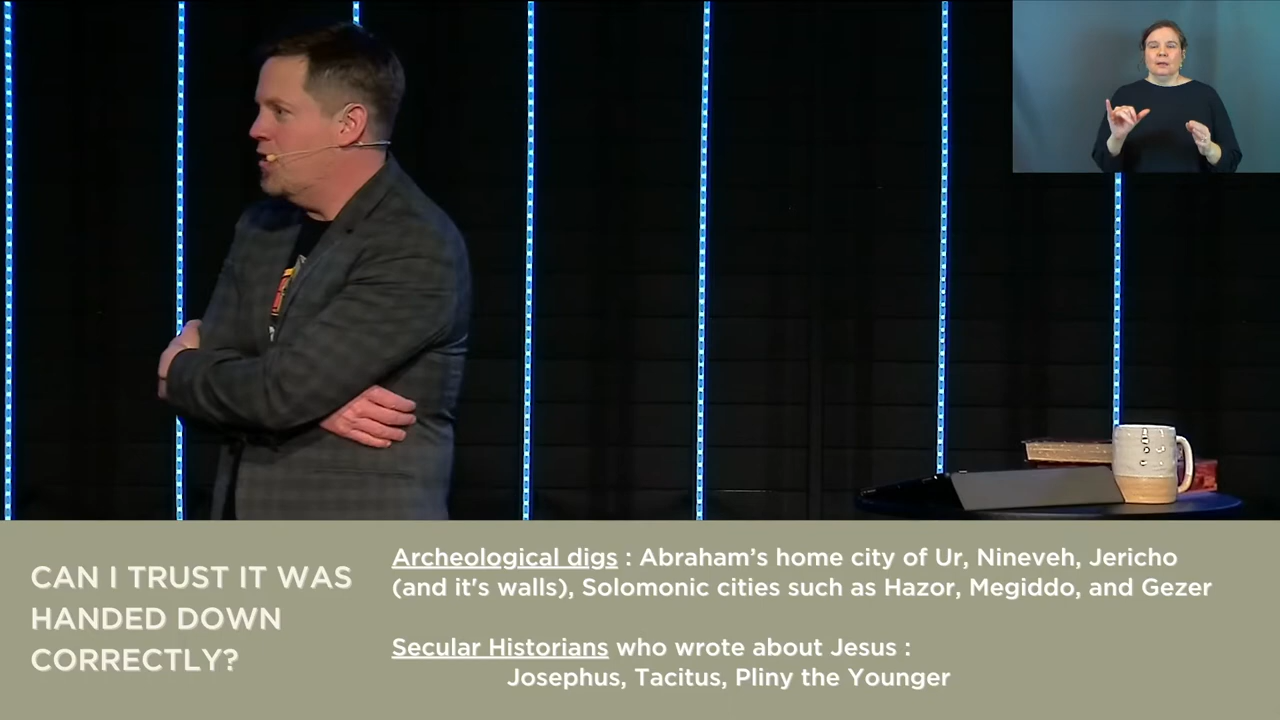 CAN I TRUST IT WAS
HANDED DOWN
CORRECTLY?
Archeological digs : Abraham's home city of Ur, Nineveh, Jericho
(and it's walls), Solomonic cities such as Hazor, Megiddo, and Gezer
Secular Historians who wrote about Jesus :
Josephus, Tacitus, Pliny the Younger